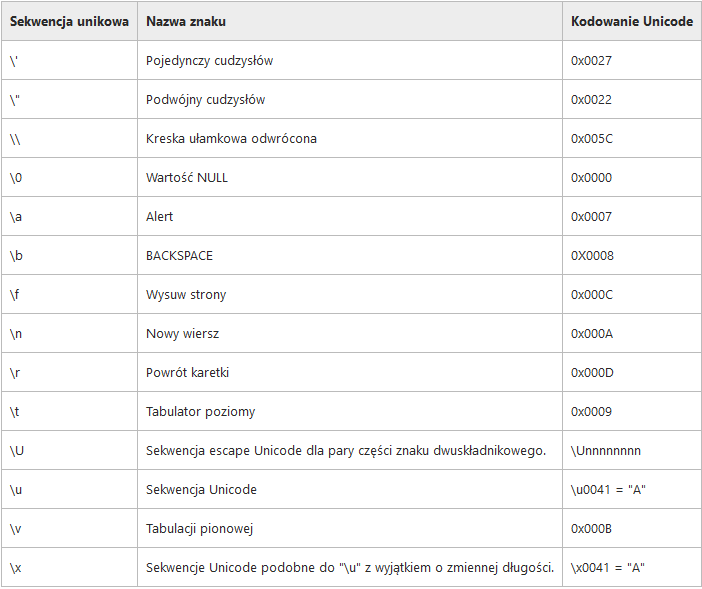 Sekwencja unikowa Nazwa znaku Kodowanie Unicode
\' Pojedynczy cudzysłów 0x0027
\" Podwójny cudzysłów 0x0022
\\ Kreska ułamkowa odwrócona 0x005C
\0 Wartość NULL 0x0000
\a Alert 0x0007
\b BACKSPACE 0X0008
\f Wysuw strony 0x000C
\n Nowy wiersz 0x000A
\r Powrót karetki 0x000D
\t Tabulator poziomy 0x0009
\U Sekwencja escape Unicode dla pary części znaku dwuskładnikowego. \Unnnnnnnn
\u Sekwencja Unicode \u0041 = "A"
\v Tabulacji pionowej 0x000B
\x Sekwencje Unicode podobne do "\u" z wyjątkiem o zmiennej długości. \x0041 = "A"